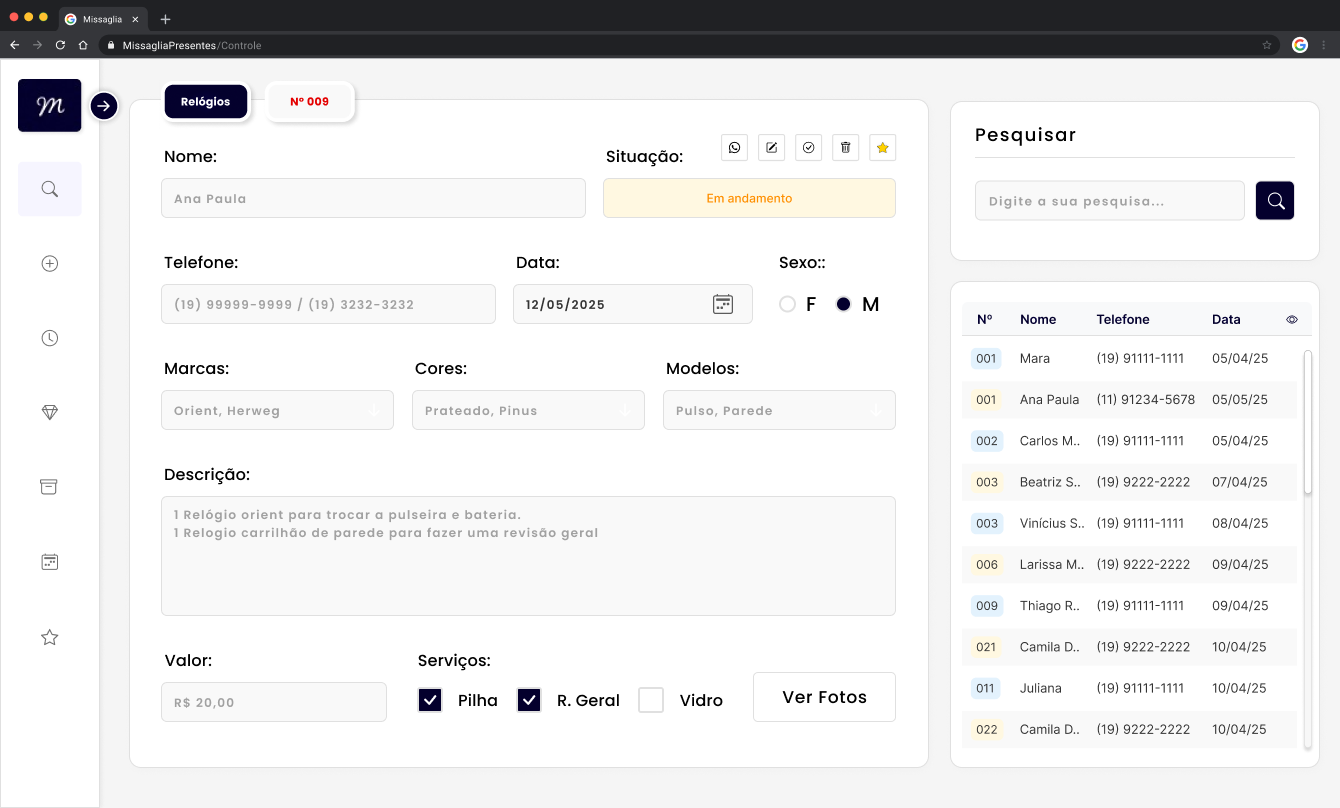 Missaglia
MissagliaPresentes/Controle
m
Relógios
Nº 009
Nome:
Situação:
Ana Paula
Em andamento
Telefone:
Data:
Sexo::
(19) 99999-9999 / (19) 3232-3232
12/05/2025
F
M
Marcas:
Cores:
Modelos:
Orient, Herweg
Prateado, Pinus
Pulso, Parede
Descrição:
1 Relógio orient para trocar a pulseira e bateria.
1 Relogio carrilhão de parede para fazer uma revisão geral
Valor:
Serviços:
R$ 20,00
Pilha
R. Geral
Vidro
Ver Fotos
Pesquisar
Digite a sua pesquisa...
Nº Nome Telefone Data
001 Mara (19) 91111-1111 05/04/25
001 Ana Paula (11) 91234-5678 05/05/25
002 Carlos M.. (19) 91111-1111 05/04/25
003 Beatriz S.. (19) 9222-2222 07/04/25
003 Vinícius S.. (19) 91111-1111 08/04/25
006 Larissa M.. (19) 9222-2222 09/04/25
009 Thiago R.. (19) 91111-1111 09/04/25
021 Camila D.. (19) 9222-2222 10/04/25
011 Juliana (19) 91111-1111 10/04/25
022 Camila D.. (19) 9222-2222 10/04/25